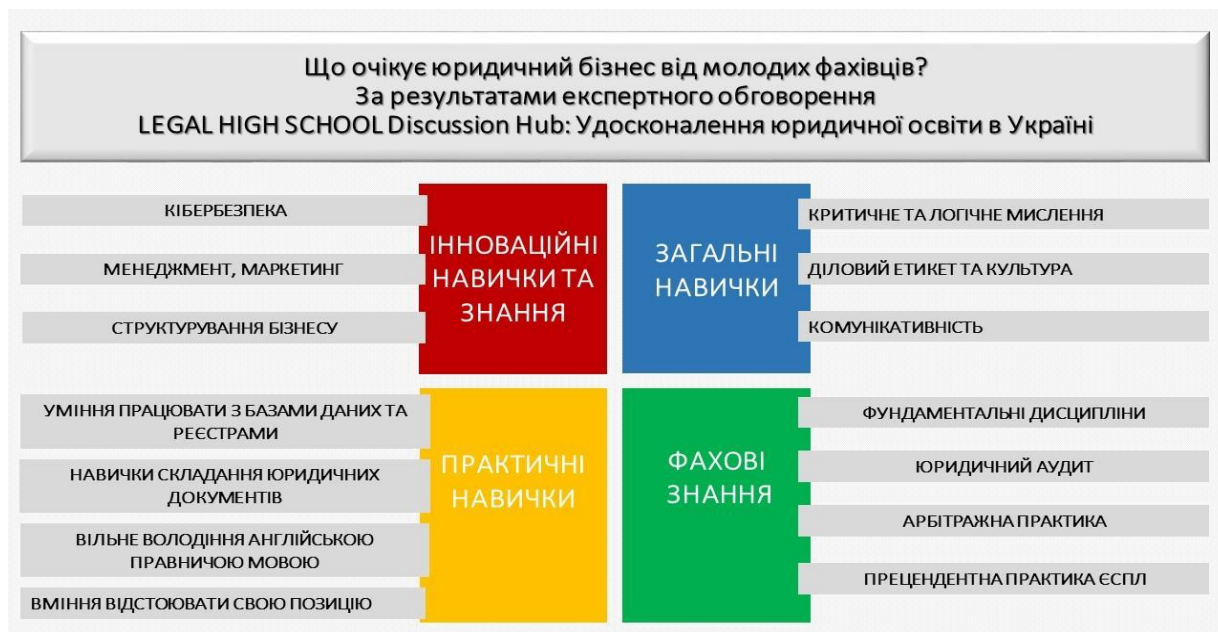 Що очікує юридичний бізнес від молодих фахівців?
За результатами експертного обговорення
LEGAL HIGH SCHOOL Discussion Hub: Удосконалення юридичної освіти в Україні
КІБЕРБЕЗПЕКА
МЕНЕДЖМЕНТ, МАРКЕТИНГ
СТРУКТУРУВАННЯ БІЗНЕСУ
ІННОВАЦІЙНІ
НАВИЧКИ ТА
ЗНАННЯ
ЗАГАЛЬНІ
НАВИЧКИ
КРИТИЧНЕ ТА ЛОГІЧНЕ МИСЛЕННЯ
ДІЛОВИЙ ЕТИКЕТ ТА КУЛЬТУРА
КОМУНІКАТИВНІСТЬ
УМІННЯ ПРАЦЮВАТИ З БАЗАМИ ДАНИХ ТА
РЕЄСТРАМИ
НАВИЧКИ СКЛАДАННЯ ЮРИДИЧНИХ
ДОКУМЕНТІВ
ВІЛЬНЕ ВОЛОДІННЯ АНГЛІЙСЬКОЮ
ПРАВНИЧОЮ МОВОЮ
ВМІННЯ ВІДСТОЮВАТИ СВОЮ ПОЗИЦІЮ
ПРАКТИЧНІ
НАВИЧКИ
ФАХОВІ
ЗНАННЯ
ФУНДАМЕНТАЛЬНІ ДИСЦИПЛІНИ
ЮРИДИЧНИЙ АУДИТ
АРБІТРАЖНА ПРАКТИКА
ПРЕЦЕНДЕНТНА ПРАКТИКА ЄСПЛ